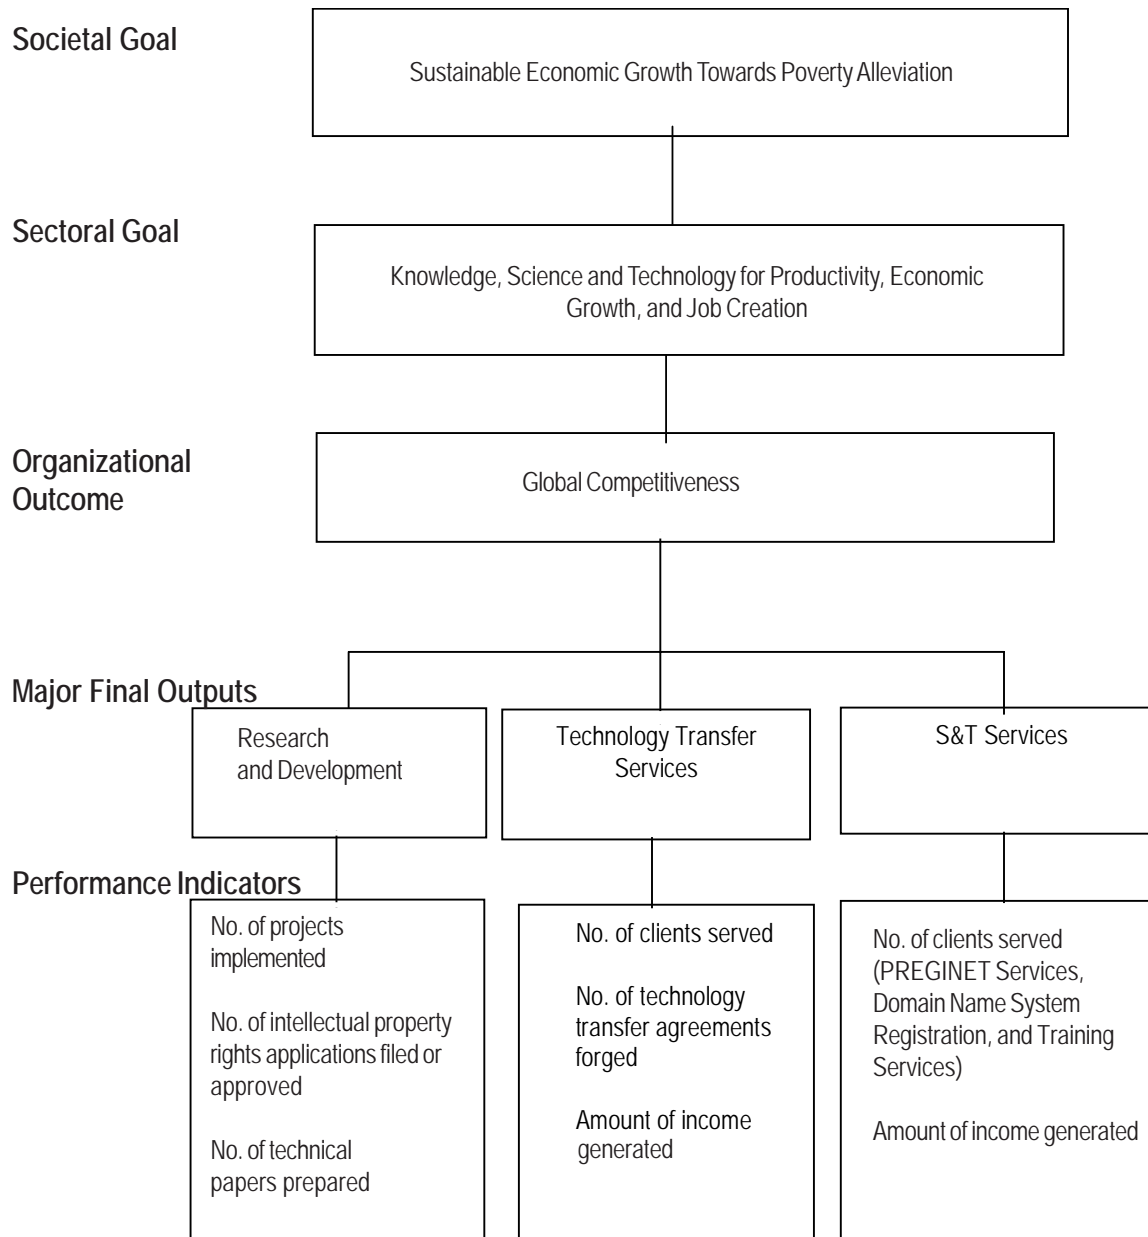 Societal Goal
Sustainable Economic Growth Towards Poverty Alleviation
Sectoral Goal
Knowledge, Science and Technology for Productivity, Economic
Growth, and Job Creation
Organizational
Outcome
Global Competitiveness
Major Final Outputs
Research
and Development
Technology Transfer
Services
S&T Services
Performance Indicators
No. of projects
implemented
No. of intellectual property
rights applications filed or
approved
No. of technical
papers prepared
No. of clients served
No. of technology
transfer agreements
forged
Amount of income
generated
No. of clients served
(PREGINET Services,
Domain Name System
Registration, and Training
Services)
Amount of income generated